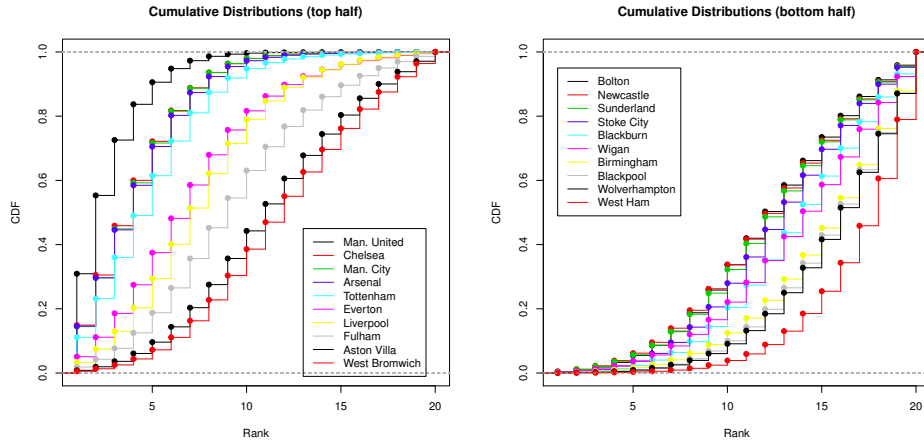 Cumulative Distributions (top half)
CDF
1.0
0.8
0.6
0.4
0.2
0.0
Man. United
Chelsea
Man. City
Arsenal
Tottenham
Everton
Liverpool
Fulham
Aston Villa
West Bromwich
5
10
15
20
Rank
Cumulative Distributions (bottom half)
CDF
1.0
0.8
0.6
0.4
0.2
0.0
Bolton
Newcastle
Sunderland
Stoke City
Blackburn
Wigan
Birmingham
Blackpool
Wolverhampton
West Ham
5
10
15
20
Rank